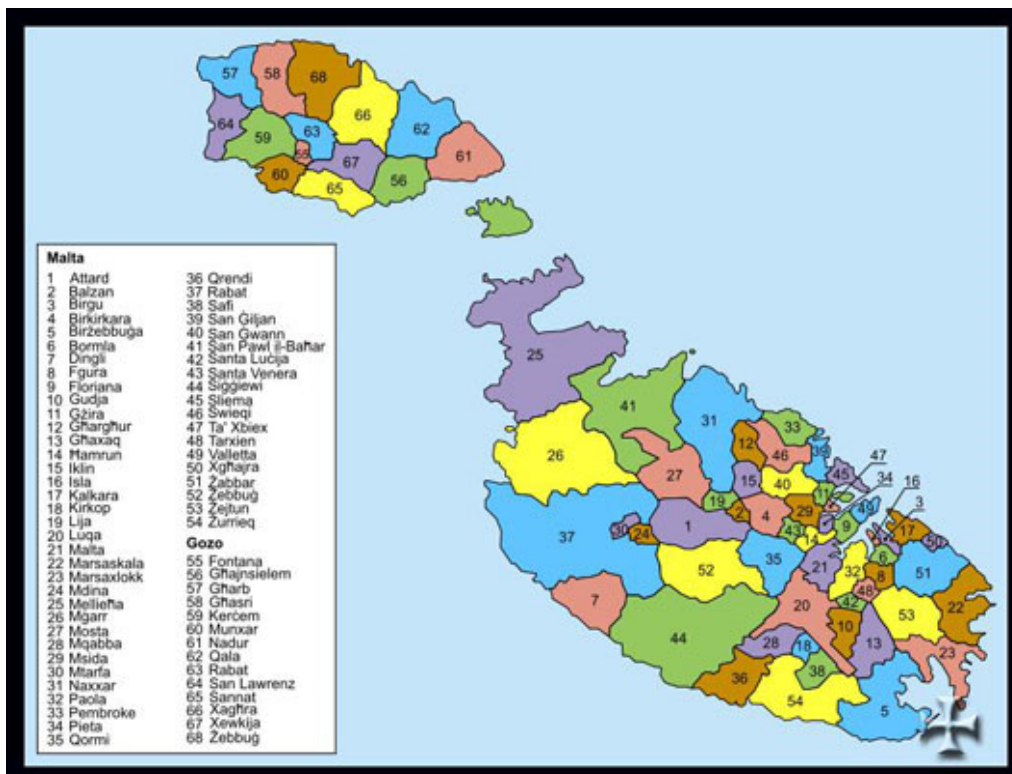 57
58
68
66
64
59
63
62
55
67
61
60
65
56
Malta
1 Attard
2 Balzan
3 Birgu
4 Birkirkara
5 Birżebbuġa
6 Bormla
7 Dingli
8 Fgura
9 Floriana
10 Gudja
11 Gżira
12 Għargħur
13 Għaxaq
14 Ħamrun
15 Iklin
16 Isla
17 Kalkara
18 Kirkop
19 Lija
20 Luqa
21 Malta
22 Marsaskala
23 Marsaxlokk
24 Mdina
25 Mellieħa
26 Mġarr
27 Mosta
28 Mqabba
29 Msida
30 Mtarfa
31 Naxxar
32 Paola
33 Pembroke
34 Pieta
35 Qormi
36 Qrendi
37 Rabat
38 Safi
39 San Ġiljan
40 San Gwann
41 San Pawl il-Baħar
42 Santa Luċija
43 Santa Venera
44 Siġġiewi
45 Sliema
46 Swieqi
47 Ta' Xbiex
48 Tarxien
49 Valletta
50 Xgħajra
51 Żabbar
52 Żebbuġ
53 Żejtun
54 Żurrieq
Gozo
55 Fontana
56 Għajnsielem
57 Għarb
58 Għasri
59 Kerċem
60 Munxar
61 Nadur
62 Qala
63 Rabat
64 San Lawrenz
65 Sannat
66 Xagħra
67 Xewkija
68 Żebbuġ
25
41
31
33
12
46
39
47
26
27
15
40
45
34
16
19
11
3
2
4
29
49
30
24
1
43
14
9
17
50
37
52
35
21
32
6
8
51
7
20
42
48
53
22
44
28
18
10
13
23
36
38
54
5